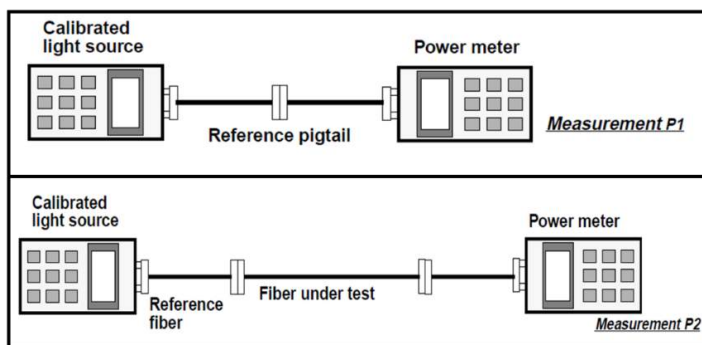 Calibrated
light source
Power meter
Reference pigtail
Measurement P1
Calibrated
light source
Power meter
Reference
fiber
Fiber under test
Measurement P2